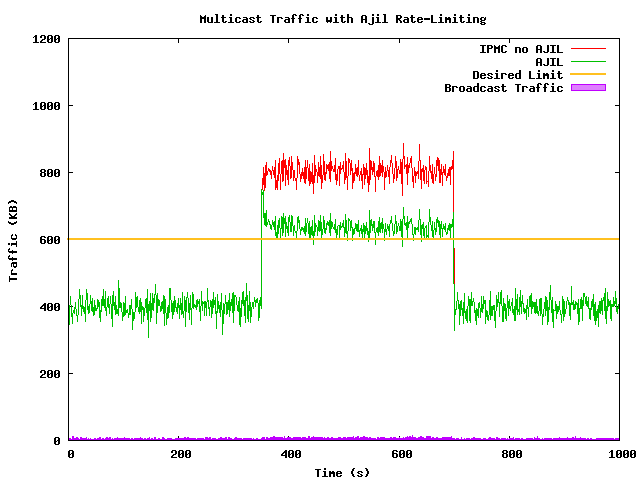 Multicast Traffic with Ajil Rate-Limiting
IPMC no AJIL
AJIL
Desired Limit
Broadcast Traffic
1200
1000
800
600
400
200
0
Traffic (KB)
0 200 400 600 800 1000
Time (s)